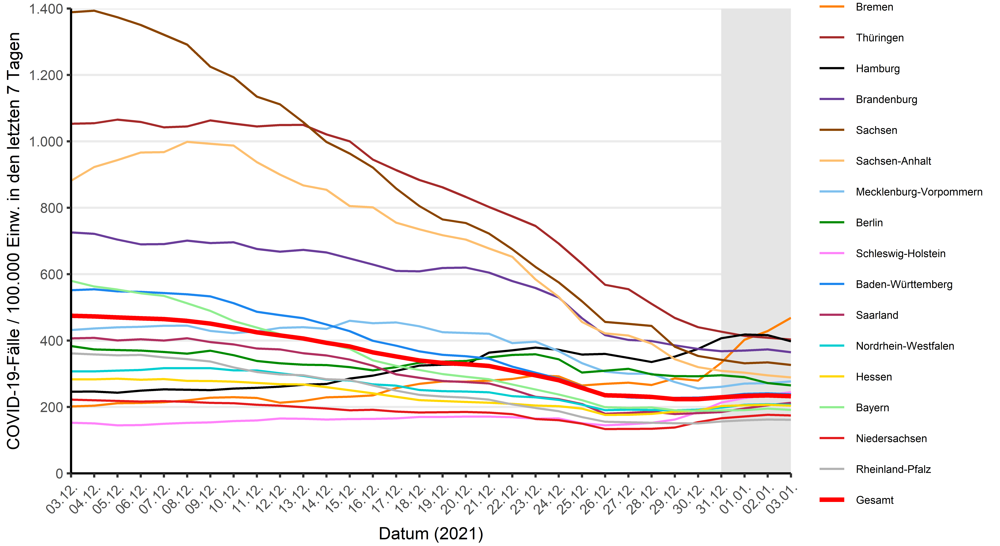 COVID-19-Fälle / 100.000 Einw. in den letzten 7 Tagen
1.400
1.200
1.000
800
600
400
200
0
03.12.
04.12.
05.12.
06.12.
07.12.
08.12.
09.12.
10.12.
11.12.
12.12.
13.12.
14.12.
15.12.
16.12.
17.12.
18.12.
19.12.
20.12.
21.12.
22.12.
23.12.
24.12.
25.12.
26.12.
27.12.
28.12.
29.12.
30.12.
31.12.
01.01.
02.01.
03.01.
Datum (2021)
Bremen
Thüringen
Hamburg
Brandenburg
Sachsen
Sachsen-Anhalt
Mecklenburg-Vorpommern
Berlin
Schleswig-Holstein
Baden-Württemberg
Saarland
Nordrhein-Westfalen
Hessen
Bayern
Niedersachsen
Rheinland-Pfalz
Gesamt